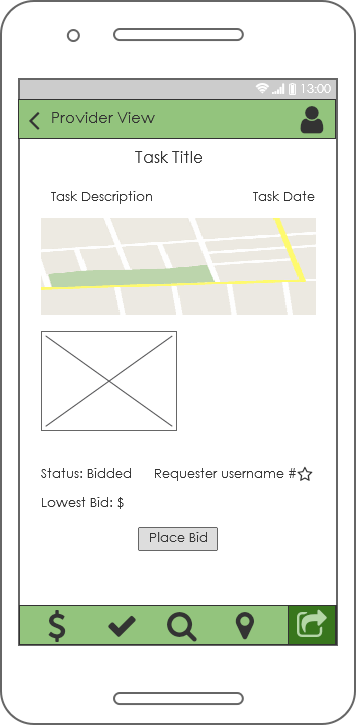 13:00
Provider View
Task Title
Task Description Task Date
Status: Bidded Requester username #
Lowest Bid: $
Place Bid
$